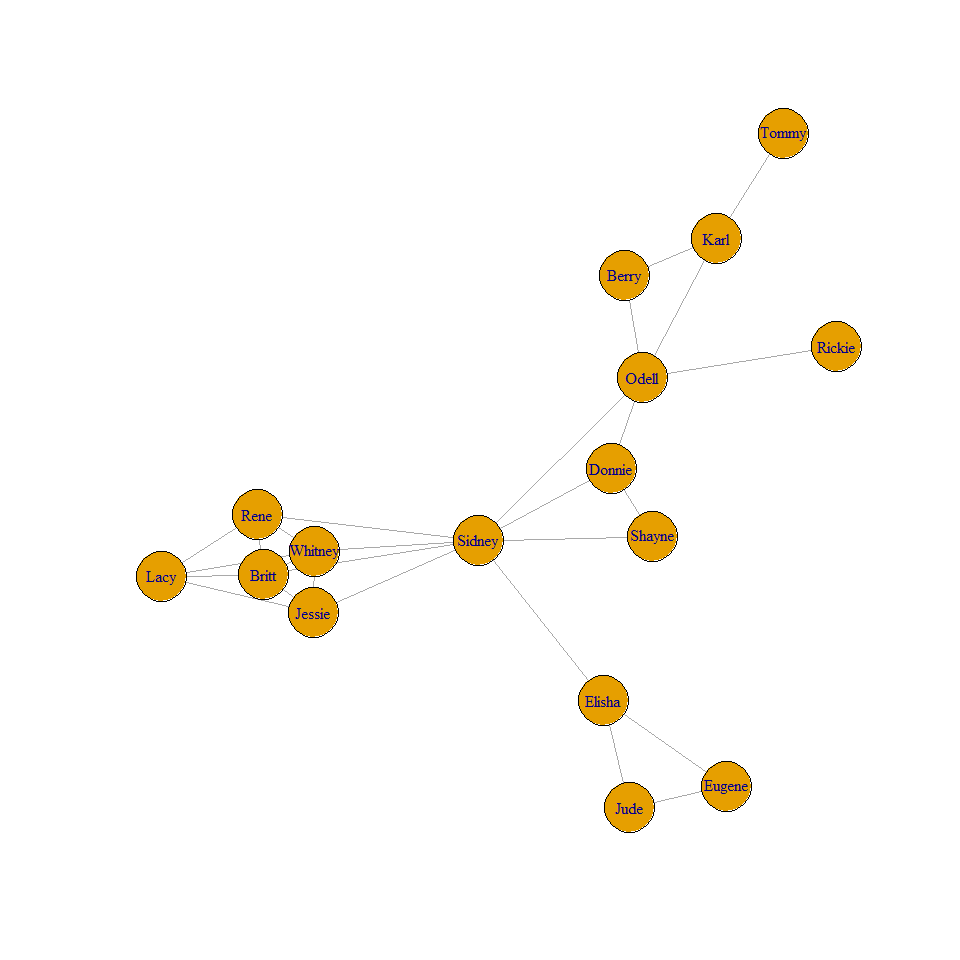 Tommy
Karl
Berry
Rickie
Odell
Donnie
Rene
Shayne
Sidney
Whitney
Britt
Lacy
Jessie
Elisha
Eugene
Jude